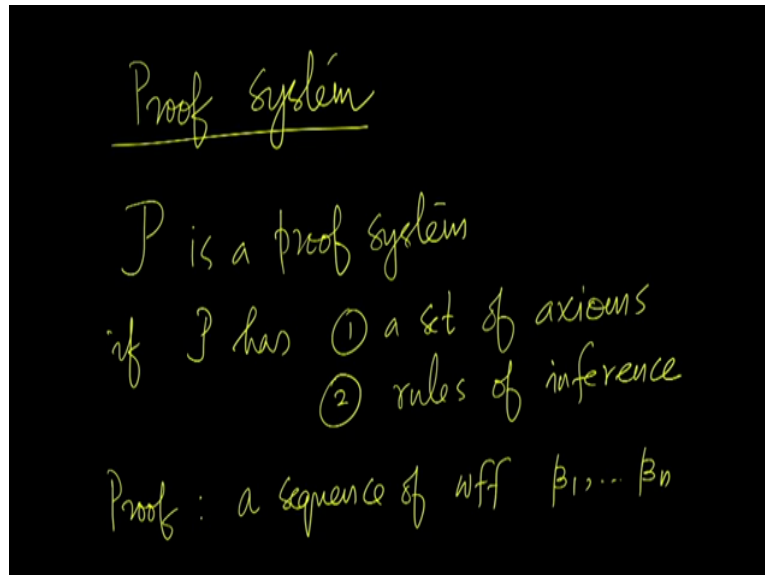 Proof system
P is a proof system
if P has ① a set of axioms
② rules of inference
Proof : a sequence of wff β1,... βn